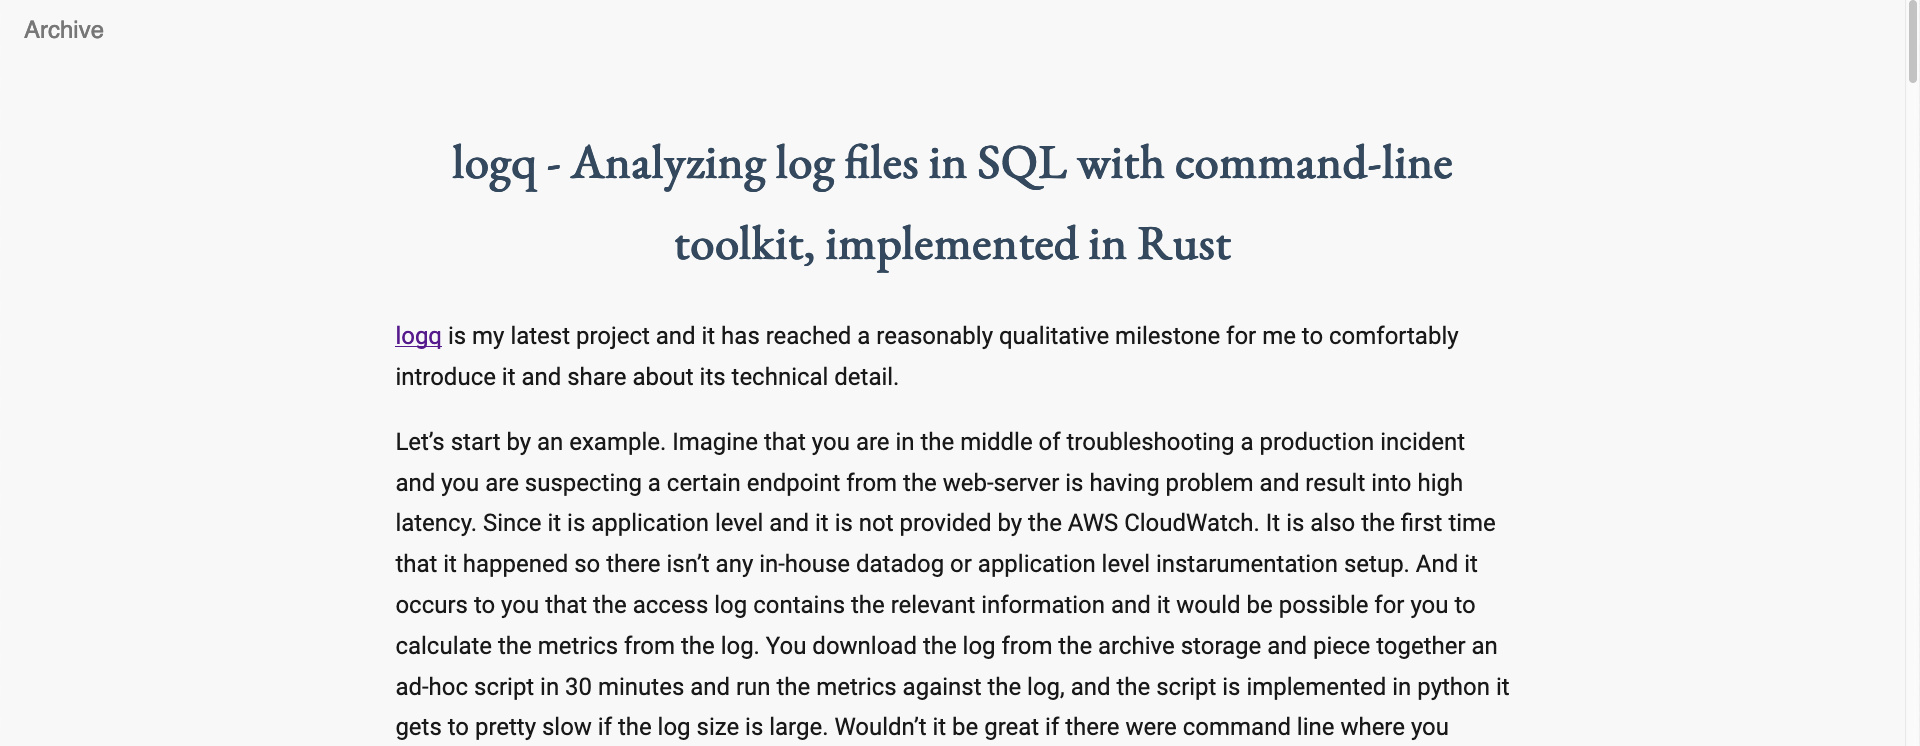 Archive
logq - Analyzing log files in SQL with command-line
toolkit, implemented in Rust
logq is my latest project and it has reached a reasonably qualitative milestone for me to comfortably
introduce it and share about its technical detail.
Let’s start by an example. Imagine that you are in the middle of troubleshooting a production incident
and you are suspecting a certain endpoint from the web-server is having problem and result into high
latency. Since it is application level and it is not provided by the AWS CloudWatch. It is also the first time
that it happened so there isn’t any in-house datadog or application level instarumentation setup. And it
occurs to you that the access log contains the relevant information and it would be possible for you to
calculate the metrics from the log. You download the log from the archive storage and piece together an
ad-hoc script in 30 minutes and run the metrics against the log, and the script is implemented in python it
gets to pretty slow if the log size is large. Wouldn’t it be great if there were command line where you